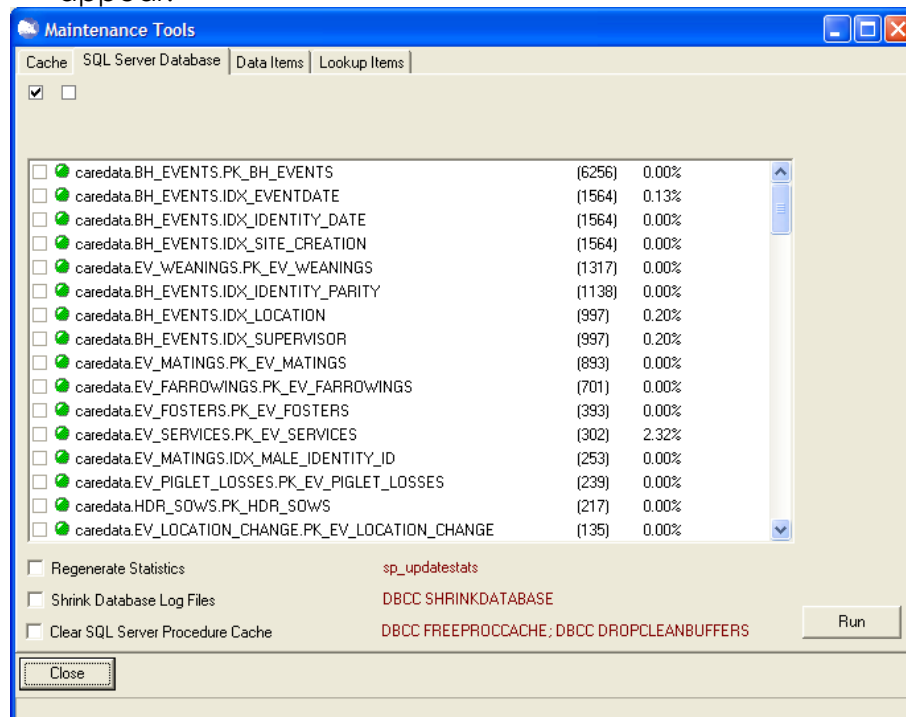 Maintenance Tools
Cache SQL Server Database Data Items Lookup Items
caredata.BH_EVENTS.PK_BH_EVENTS (6256) 0.00%
caredata.BH_EVENTS.IDX_EVENTDATE (1564) 0.13%
caredata.BH_EVENTS.IDX_IDENTITY_DATE (1564) 0.00%
caredata.BH_EVENTS.IDX_SITE_CREATION (1564) 0.00%
caredata.EV_WEANINGS.PK_EV_WEANINGS (1317) 0.00%
caredata.BH_EVENTS.IDX_IDENTITY_PARITY (1138) 0.00%
caredata.BH_EVENTS.IDX_LOCATION (997) 0.20%
caredata.BH_EVENTS.IDX_SUPERVISOR (997) 0.20%
caredata.EV_MATINGS.PK_EV_MATINGS (893) 0.00%
caredata.EV_FARROWINGS.PK_EV_FARROWINGS (701) 0.00%
caredata.EV_FOSTERS.PK_EV_FOSTERS (393) 0.00%
caredata.EV_SERVICES.PK_EV_SERVICES (302) 2.32%
caredata.EV_MATINGS.IDX_MALE_IDENTITY_ID (253) 0.00%
caredata.EV_PIGLET_LOSSES.PK_EV_PIGLET_LOSSES (239) 0.00%
caredata.HDR_SOWS.PK_HDR_SOWS (217) 0.00%
caredata.EV_LOCATION_CHANGE.PK_EV_LOCATION_CHANGE (135) 0.00%
Regenerate Statistics sp_updatestats
Shrink Database Log Files DBCC SHRINKDATABASE
Clear SQL Server Procedure Cache DBCC FREEPROCCACHE; DBCC DROPCLEANBUFFERS
Run
Close